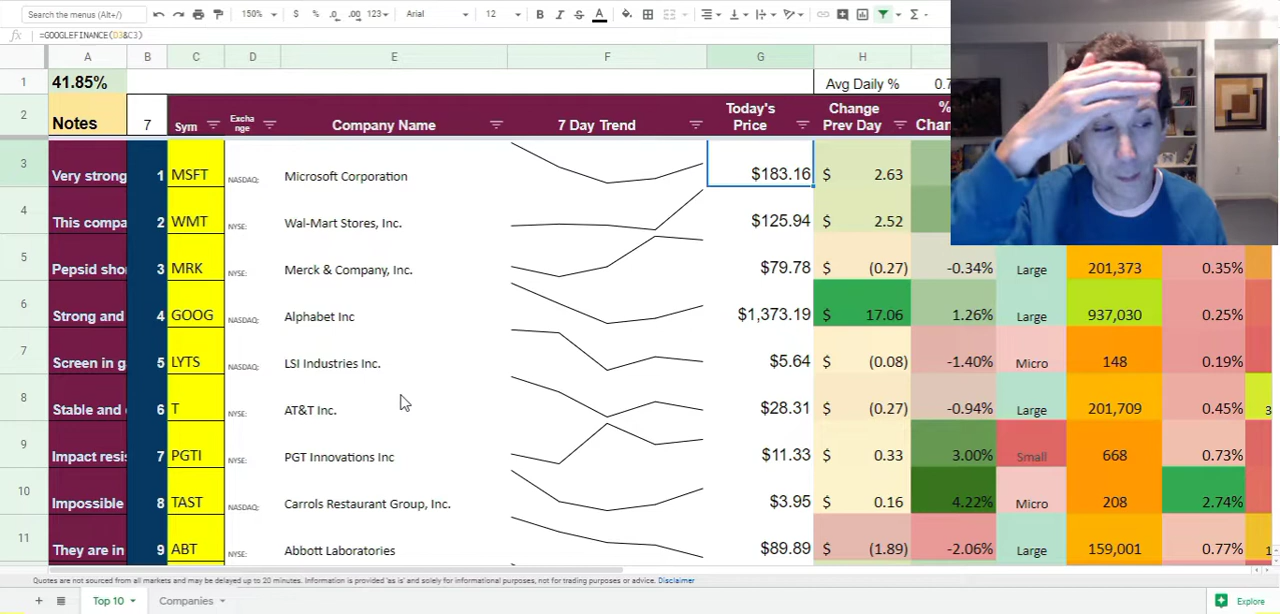 Search the menus (Alt+/) 150% $ % .0 .00 123 Arial 12 B I S A Σ
fx =GOOGLEFINANCE(D3&C3)
A B C D E F G H
1 41.85% Avg Daily % 0.7
2 Notes 7 Sym Excha nge Company Name 7 Day Trend Today's Price Change Prev Day % Chan
3 Very strong 1 MSFT NASDAQ: Microsoft Corporation $183.16 $ 2.63
4 This compa 2 WMT NYSE: Wal-Mart Stores, Inc. $125.94 $ 2.52
5 Pepsid sho 3 MRK NYSE: Merck & Company, Inc. $79.78 $ (0.27) -0.34% Large 201,373 0.35%
6 Strong and 4 GOOG NASDAQ: Alphabet Inc $1,373.19 $ 17.06 1.26% Large 937,030 0.25%
7 Screen in g 5 LYTS NASDAQ: LSI Industries Inc. $5.64 $ (0.08) -1.40% Micro 148 0.19%
8 Stable and 6 T NYSE: AT&T Inc. $28.31 $ (0.27) -0.94% Large 201,709 0.45% 3
9 Impact resis 7 PGTI NYSE: PGT Innovations Inc $11.33 $ 0.33 3.00% Small 668 0.73%
10 Impossible 8 TAST NASDAQ: Carrols Restaurant Group, Inc. $3.95 $ 0.16 4.22% Micro 208 2.74%
11 They are in 9 ABT NYSE: Abbott Laboratories $89.89 $ (1.89) -2.06% Large 159,001 0.77% 1
Quotes are not sourced from all markets and may be delayed up to 20 minutes. Information is provided 'as is' and solely for informational purposes, not for trading purposes or advice. Disclaimer
+ Top 10 Companies Explore